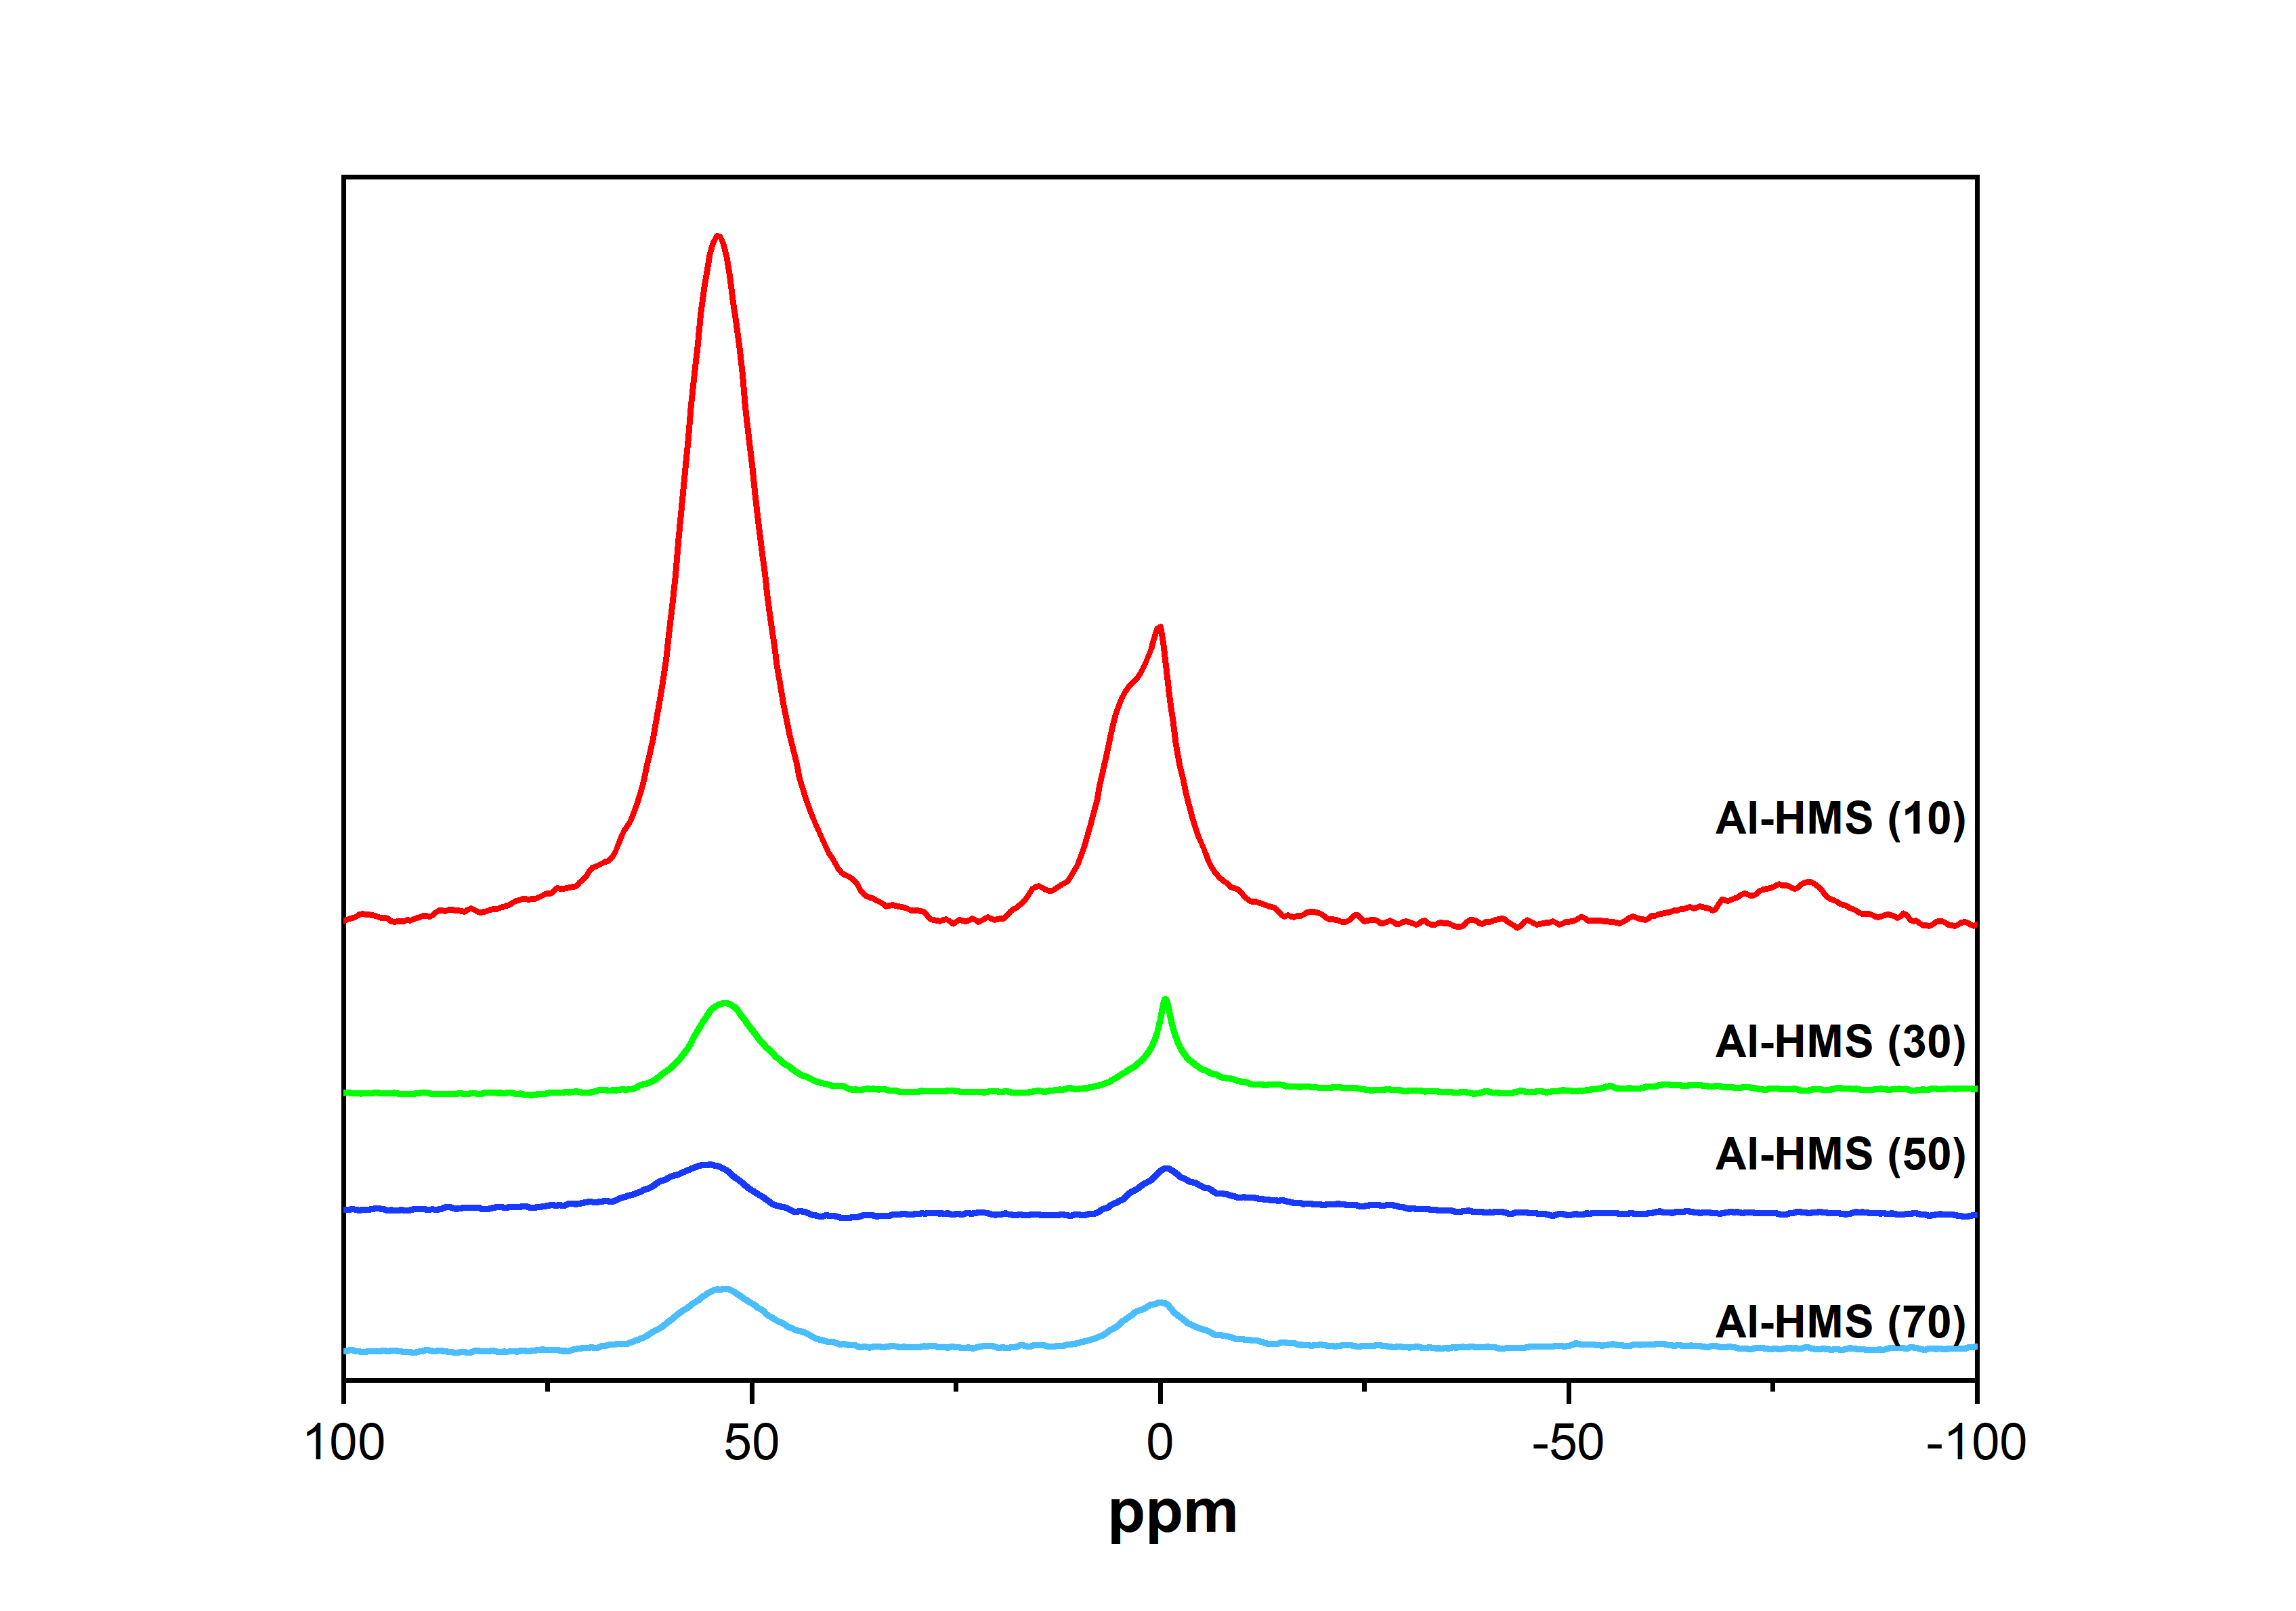 Al-HMS (10)
Al-HMS (30)
Al-HMS (50)
Al-HMS (70)
100 50 0 -50 -100
ppm